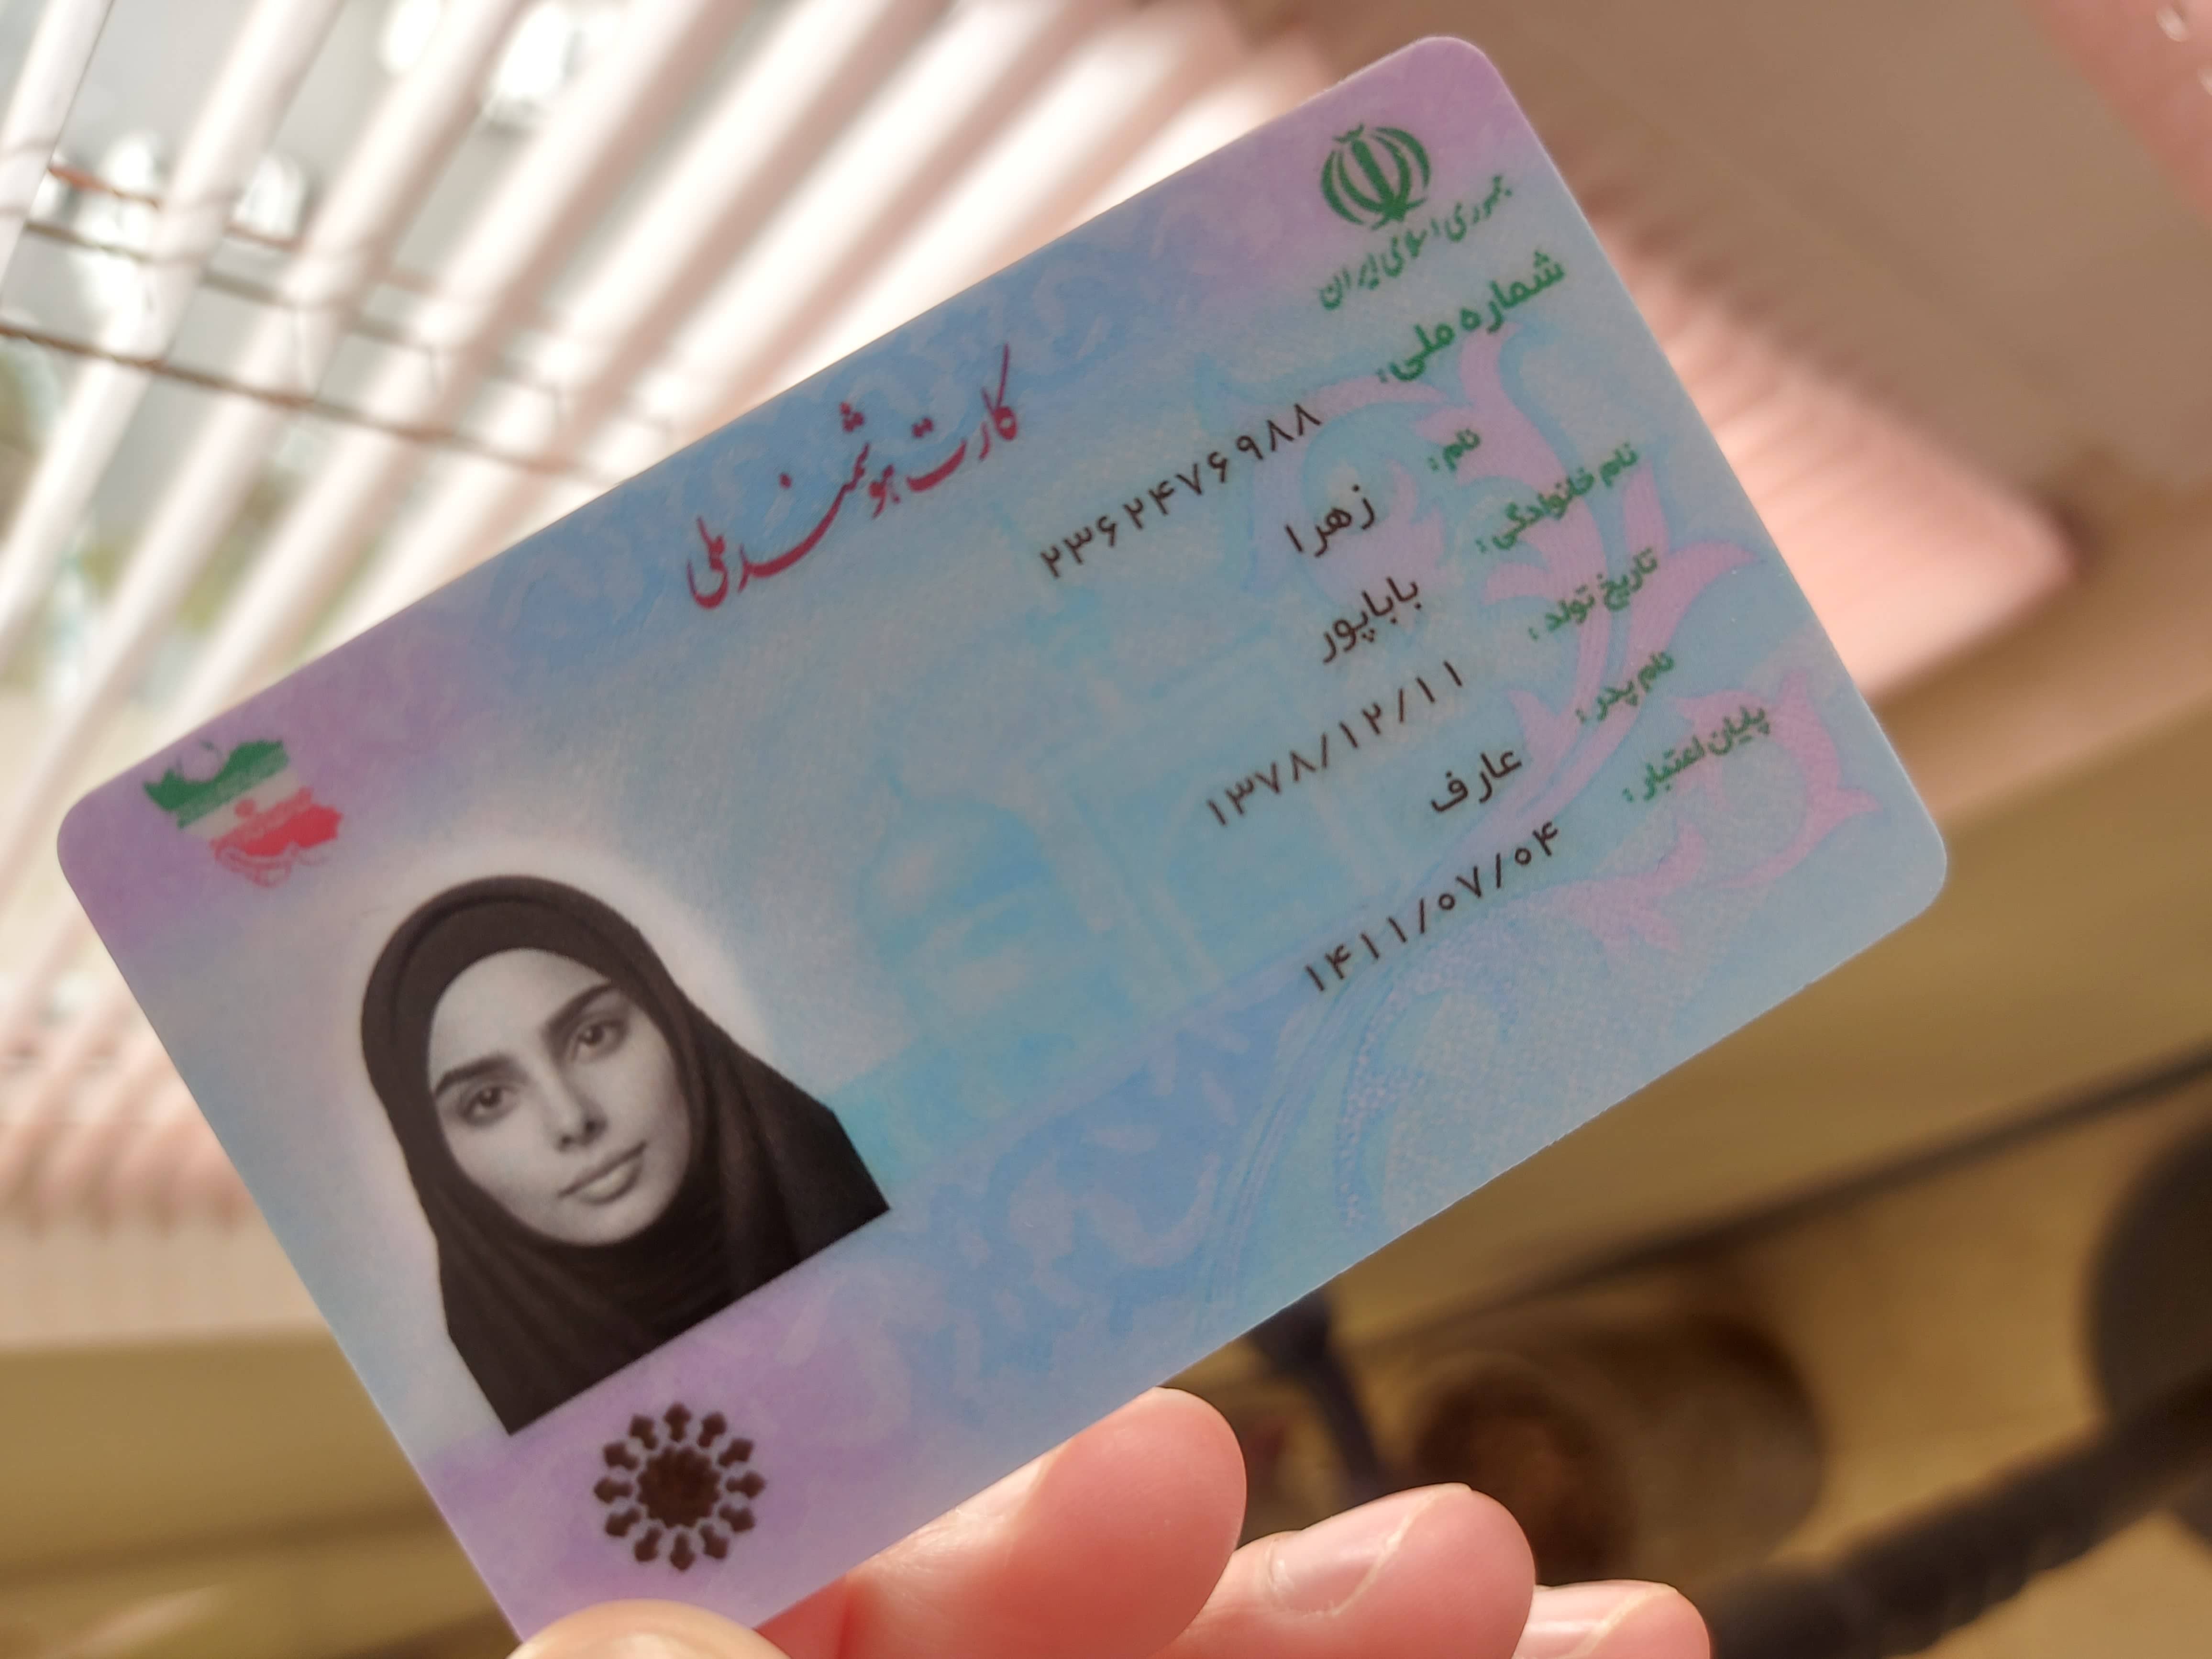 جمهوری اسلامی ایران
کارت هوشمند ملی
شماره ملی: ۲۳۶۲۴۷۶۹۸۸
نام: زهرا
نام خانوادگی: باباپور
تاریخ تولد: ۱۳۷۸/۱۲/۱۱
نام پدر: عارف
پایان اعتبار: ۱۴۱۱/۰۷/۰۴